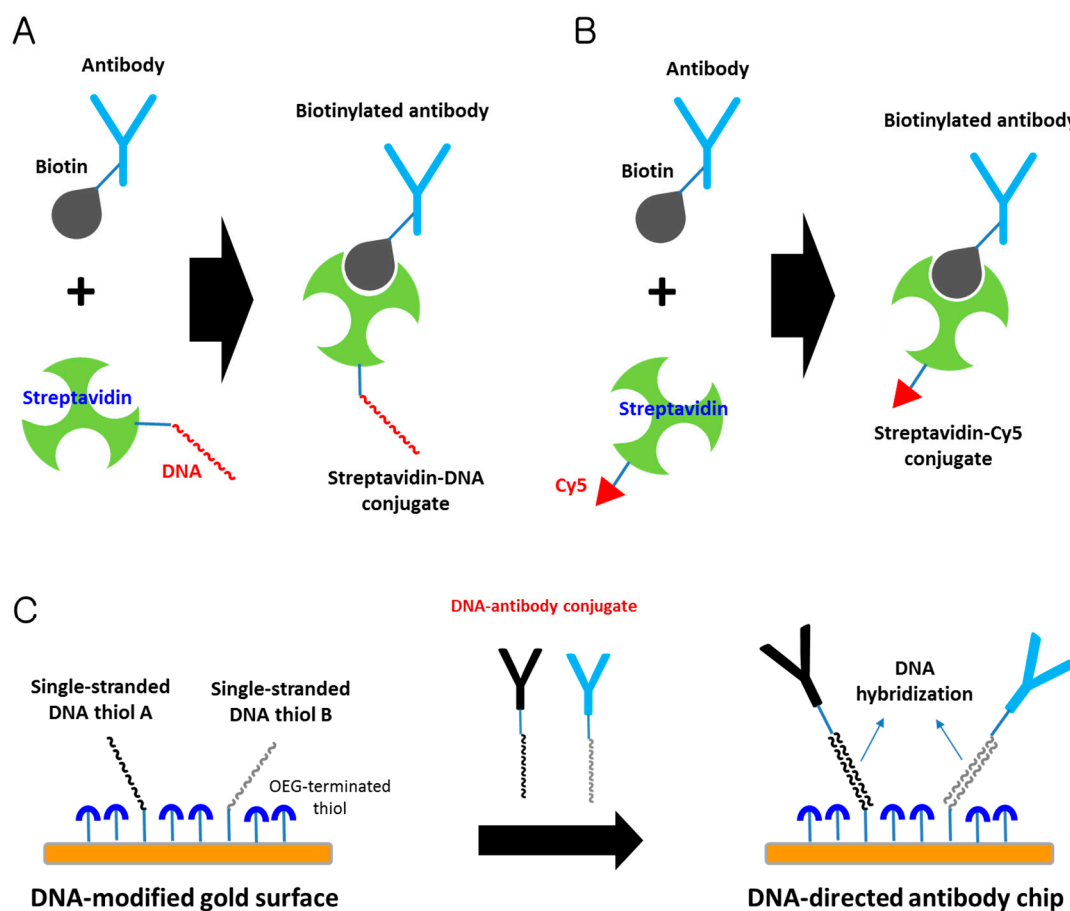 A
Antibody
Biotin
+
Streptavidin
DNA
Biotinylated antibody
Streptavidin-DNA
conjugate
B
Antibody
Biotin
+
Streptavidin
Cy5
Biotinylated antibody
Streptavidin-Cy5
conjugate
C
Single-stranded
DNA thiol A
Single-stranded
DNA thiol B
OEG-terminated
thiol
DNA-modified gold surface
DNA-antibody conjugate
DNA
hybridization
DNA-directed antibody chip